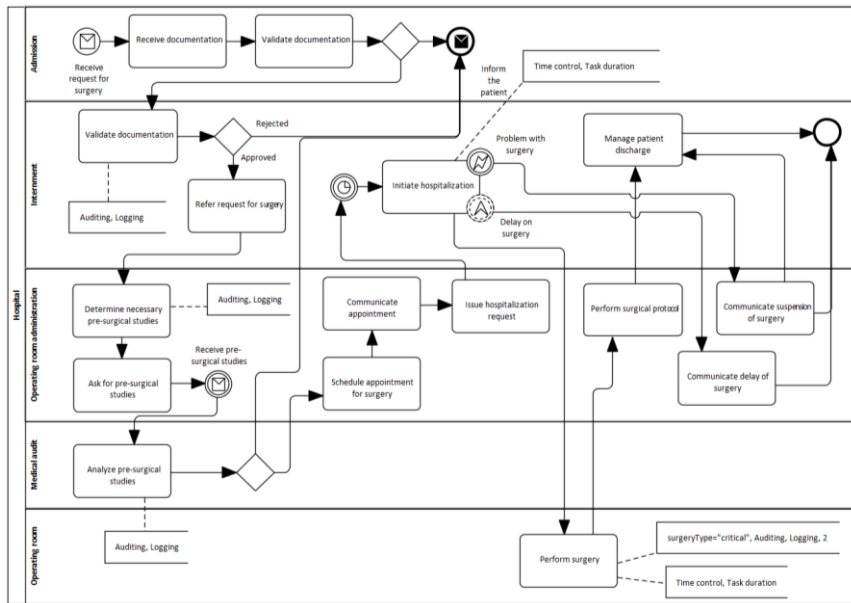 Hospital
Admission
Receive documentation
Validate documentation
Receive
request for
surgery
Inform
the
patient
Time control, Task duration
Internment
Validate documentation
Rejected
Approved
Refer request for surgery
Auditing, Logging
Initiate hospitalization
Problem with
surgery
Delay on
surgery
Manage patient
discharge
Operating room administration
Determine necessary
pre-surgical studies
Auditing, Logging
Ask for pre-surgical
studies
Receive pre-
surgical studies
Communicate
appointment
Schedule appointment
for surgery
Issue hospitalization
request
Perform surgical protocol
Communicate suspension
of surgery
Communicate delay of
surgery
Medical audit
Analyze pre-surgical
studies
Operating room
Auditing, Logging
Perform surgery
surgeryType="critical", Auditing, Logging, 2
Time control, Task duration